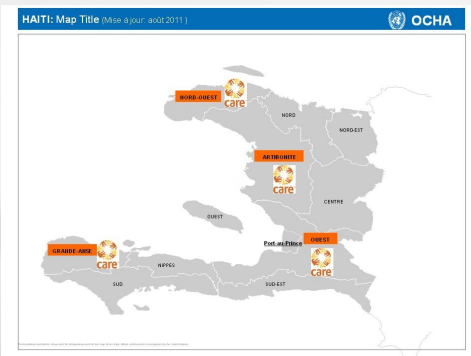 HAITI: Map Title (Mise à jour: août 2011 )
OCHA
NORD-OUEST
care
NORD
NORD-EST
ARTIBONITE
care
CENTRE
OUEST
Port-au-Prince
OUEST
care
GRANDE-ANSE
care
NIPPES
SUD
SUD-EST